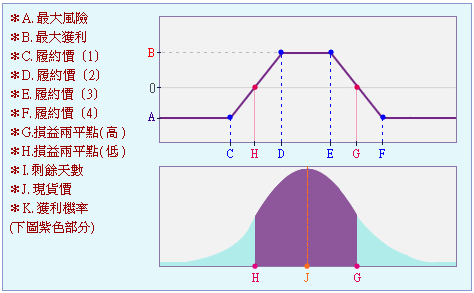 ＊A.最大風險
＊B.最大獲利
＊C.履約價〔1〕
＊D.履約價〔2〕
＊E.履約價〔3〕
＊F.履約價〔4〕
＊G.損益兩平點(高)
＊H.損益兩平點(低)
＊I.剩餘天數
＊J.現貨價
＊K.獲利機率
(下圖紫色部分)
B
0
A
C H D E G F
H J G